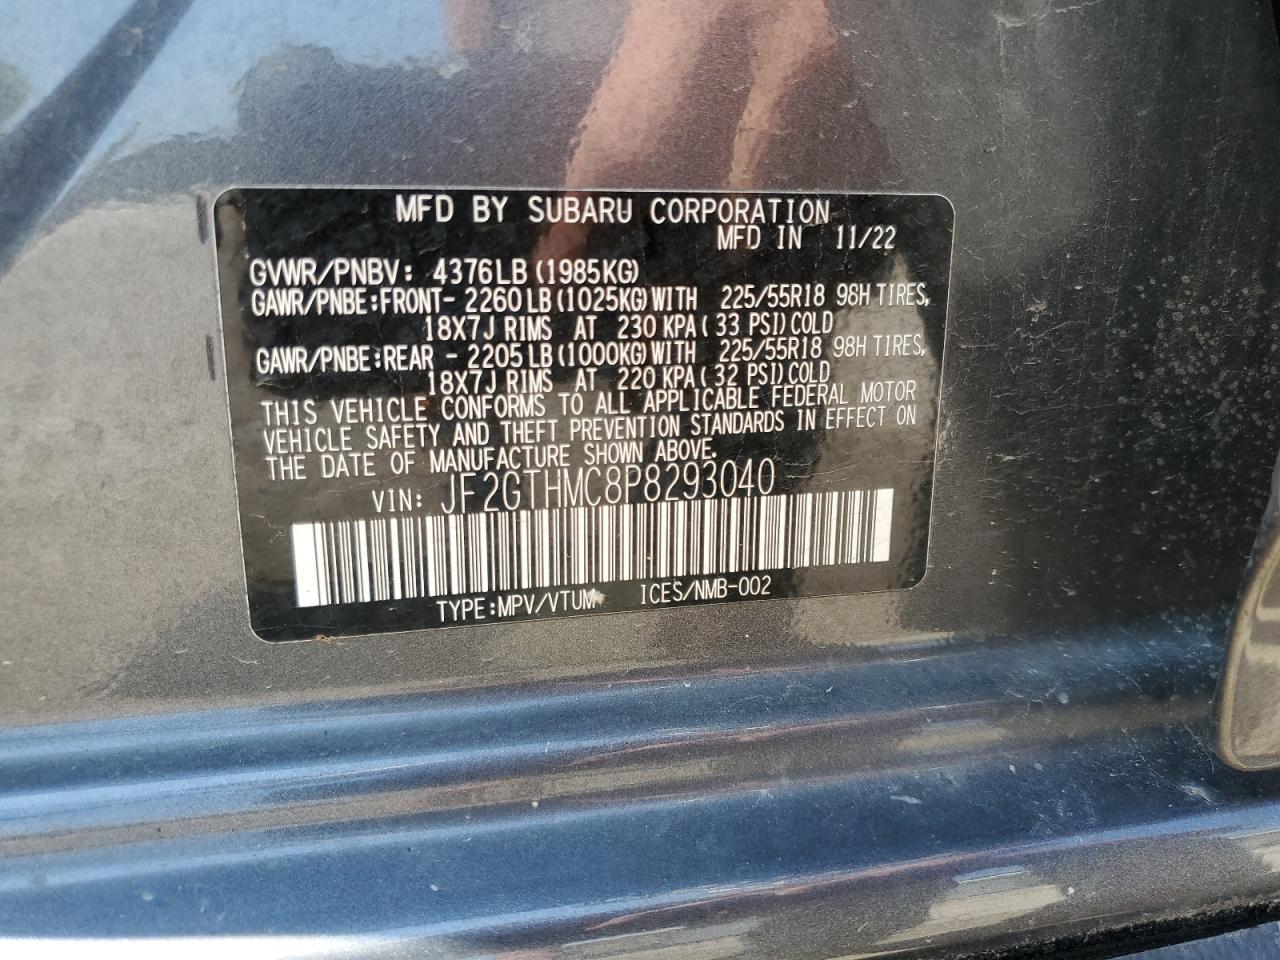 MFD BY SUBARU CORPORATION
MFD IN 11/22
GVWR/PNBV: 4376LB(1985KG)
GAWR/PNBE:FRONT-2260LB(1025KG)WITH 225/55R18 98H TIRES,
18X7J RIMS AT 230 KPA(33 PSI)COLD
GAWR/PNBE:REAR -2205LB(1000KG)WITH 225/55R18 98H TIRES,
18X7J RIMS AT 220 KPA(32 PSI)COLD
THIS VEHICLE CONFORMS TO ALL APPLICABLE FEDERAL MOTOR
VEHICLE SAFETY AND THEFT PREVENTION STANDARDS IN EFFECT ON
THE DATE OF MANUFACTURE SHOWN ABOVE.
VIN: JF2GTHMC8P8293040
TYPE:MPV/VTUM ICES/NMB-002